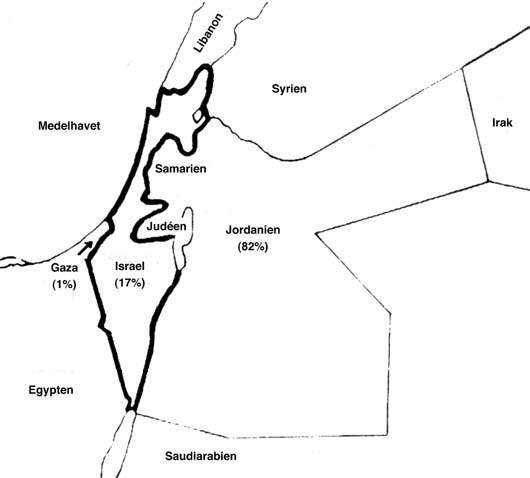 Libanon
Syrien
Medelhavet
Irak
Samarien
Judéen
Jordanien
(82%)
Gaza
(1%)
Israel
(17%)
Egypten
Saudiarabien